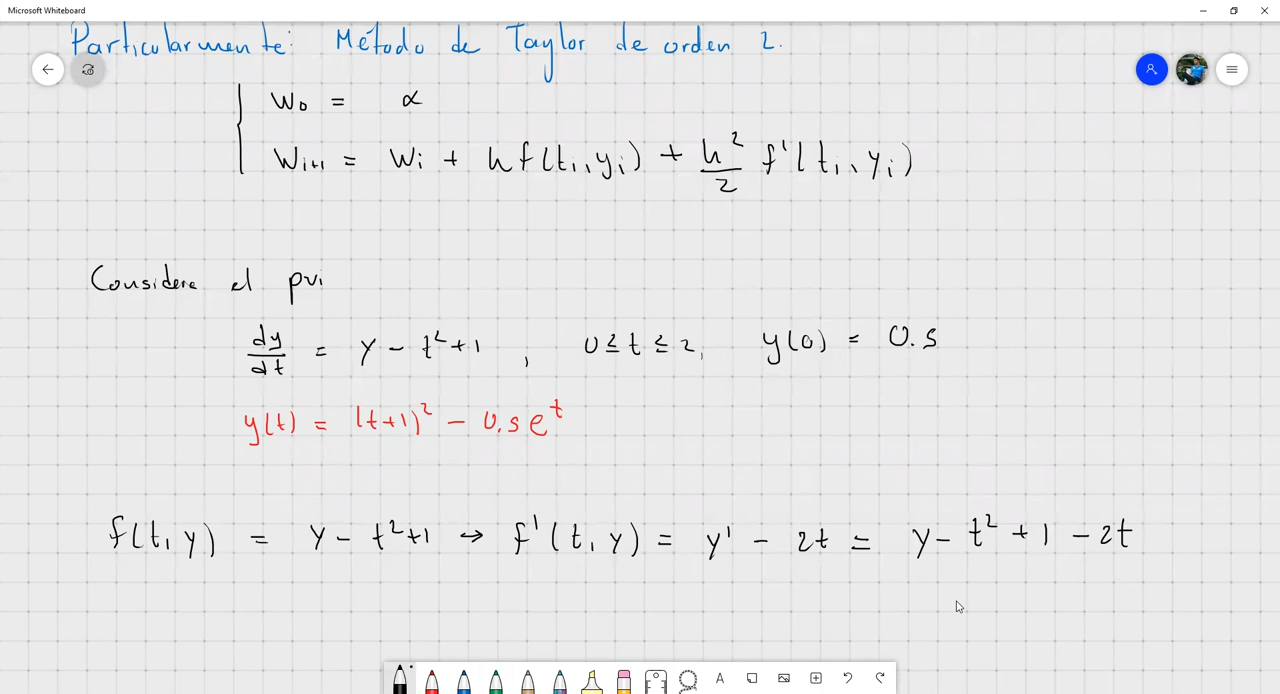 Microsoft Whiteboard
Particularmente: Método de Taylor de orden 2.
w₀ = α
wᵢ₊₁ = wᵢ + h f(tᵢ, yᵢ) + h²/2 f'(tᵢ, yᵢ)
Considere el pvi
dy/dt = y - t² + 1 , 0 ≤ t ≤ 2, y(0) = 0.5
y(t) = (t+1)² - 0.5 eᵗ
f(t, y) = y - t² + 1 → f'(t, y) = y' - 2t = y - t² + 1 - 2t
A